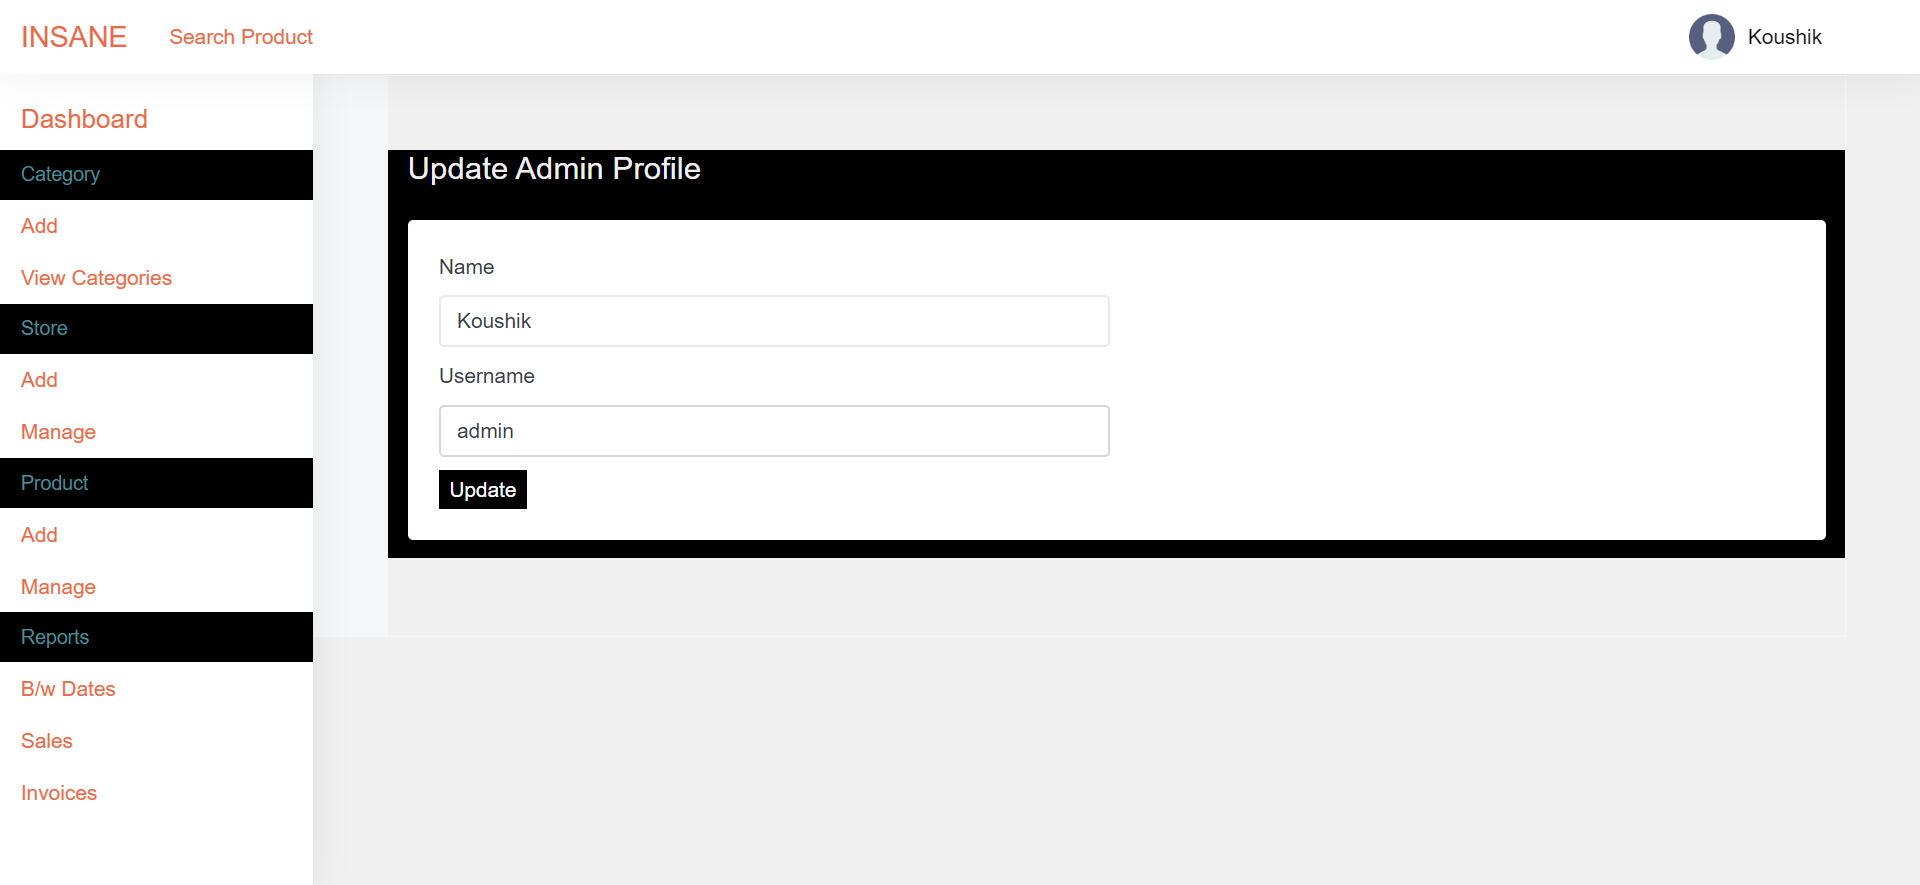 INSANE Search Product Koushik
Dashboard
Category
Add
View Categories
Store
Add
Manage
Product
Add
Manage
Reports
B/w Dates
Sales
Invoices
Update Admin Profile
Name
Koushik
Username
admin
Update